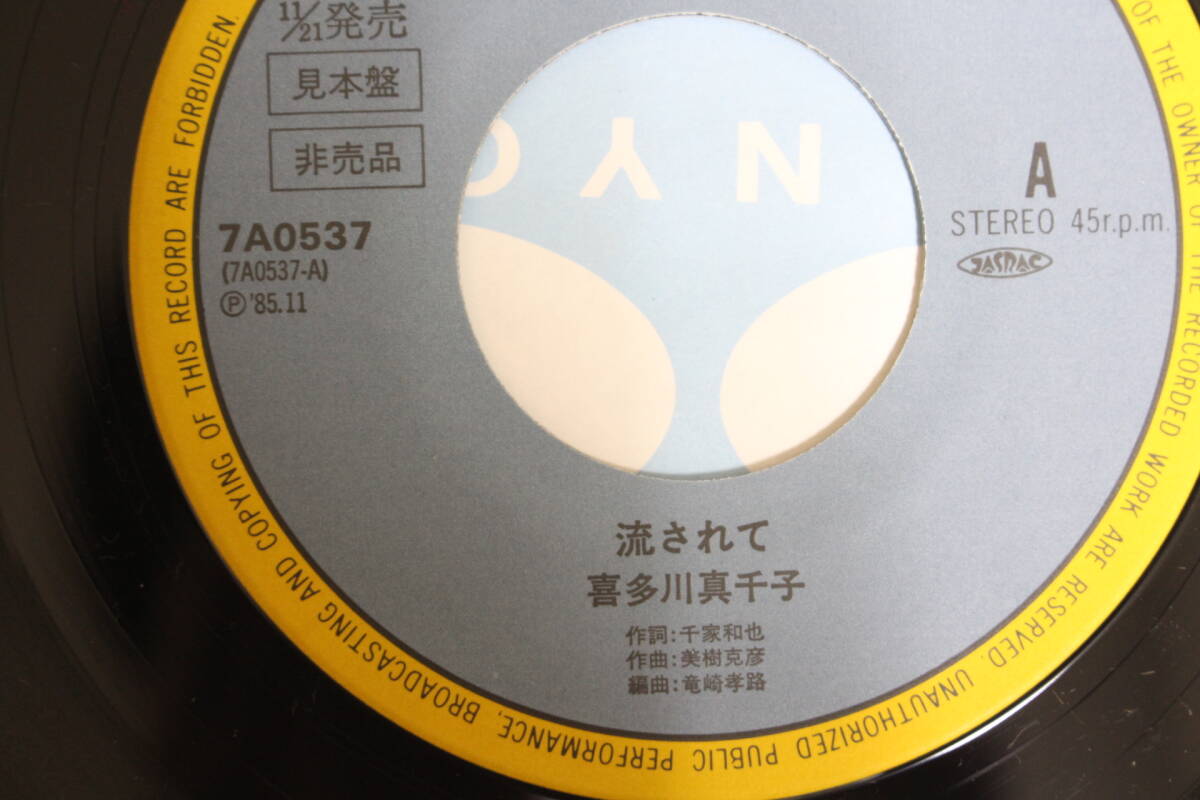 11/21発売
見本盤
非売品
7A0537
(7A0537-A)
Ⓟ'85.11
A
STEREO 45r.p.m.
JASRAC
流されて
喜多川真千子
作詞:千家和也
作曲:美樹克彦
編曲:竜崎孝路
OF THE OWNER OF THE RECORDED WORK ARE RESERVED. UNAUTHORIZED PUBLIC PERFORMANCE, BROADCASTING AND COPYING OF THIS RECORD ARE FORBIDDEN.
NY